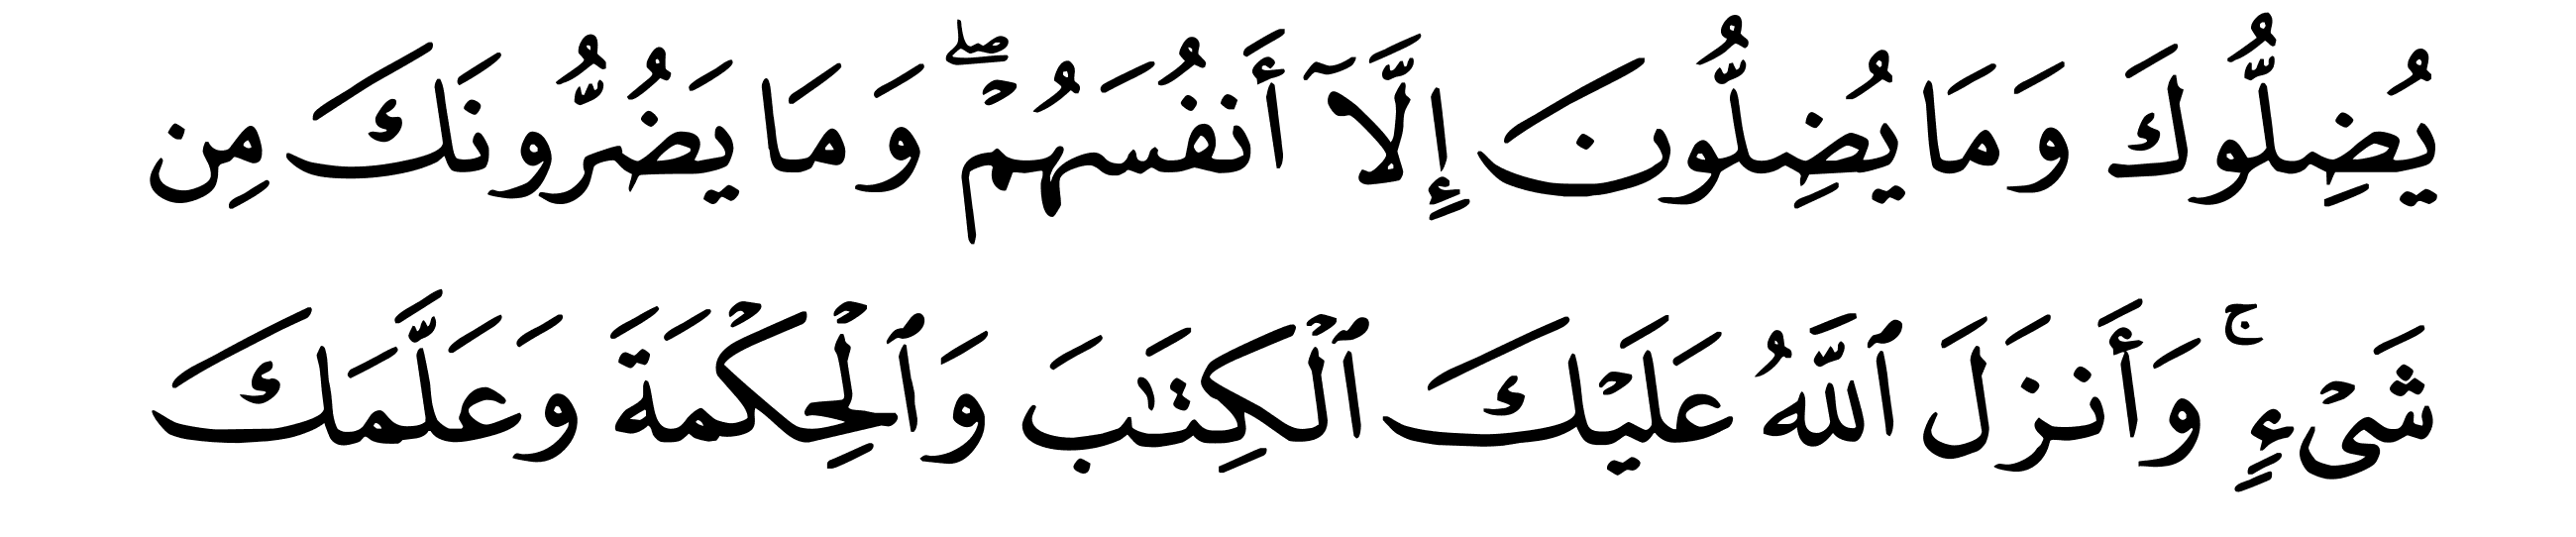 يُضِلُّوكَ وَمَا يُضِلُّونَ إِلَّآ أَنفُسَهُمْۖ وَمَا يَضُرُّونَكَ مِن
شَىْءٍۚ وَأَنزَلَ ٱللَّهُ عَلَيْكَ ٱلْكِتَٰبَ وَٱلْحِكْمَةَ وَعَلَّمَكَ